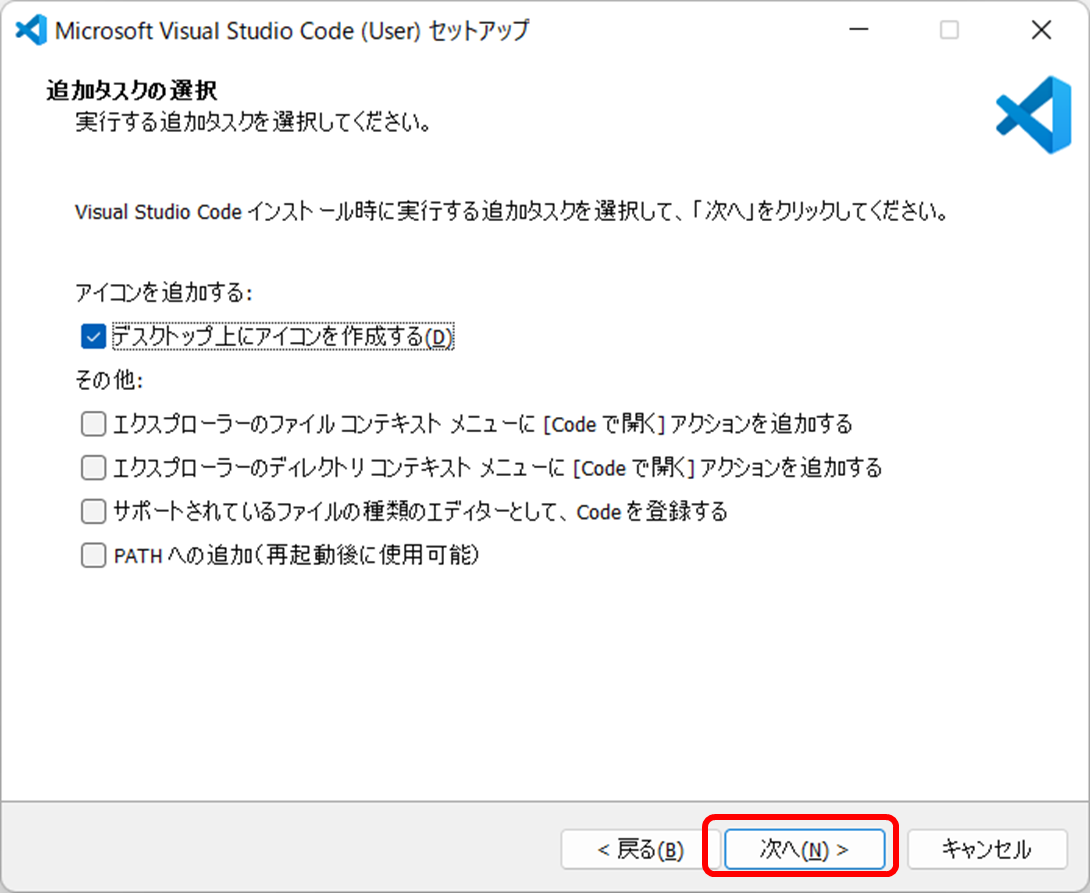 Microsoft Visual Studio Code (User) セットアップ
追加タスクの選択
実行する追加タスクを選択してください。
Visual Studio Code インストール時に実行する追加タスクを選択して、「次へ」をクリックしてください。
アイコンを追加する:
デスクトップ上にアイコンを作成する(D)
その他:
エクスプローラーのファイル コンテキスト メニューに [Code で開く] アクションを追加する
エクスプローラーのディレクトリ コンテキスト メニューに [Code で開く] アクションを追加する
サポートされているファイルの種類のエディターとして、Code を登録する
PATH への追加（再起動後に使用可能）
< 戻る(B) 次へ(N) > キャンセル